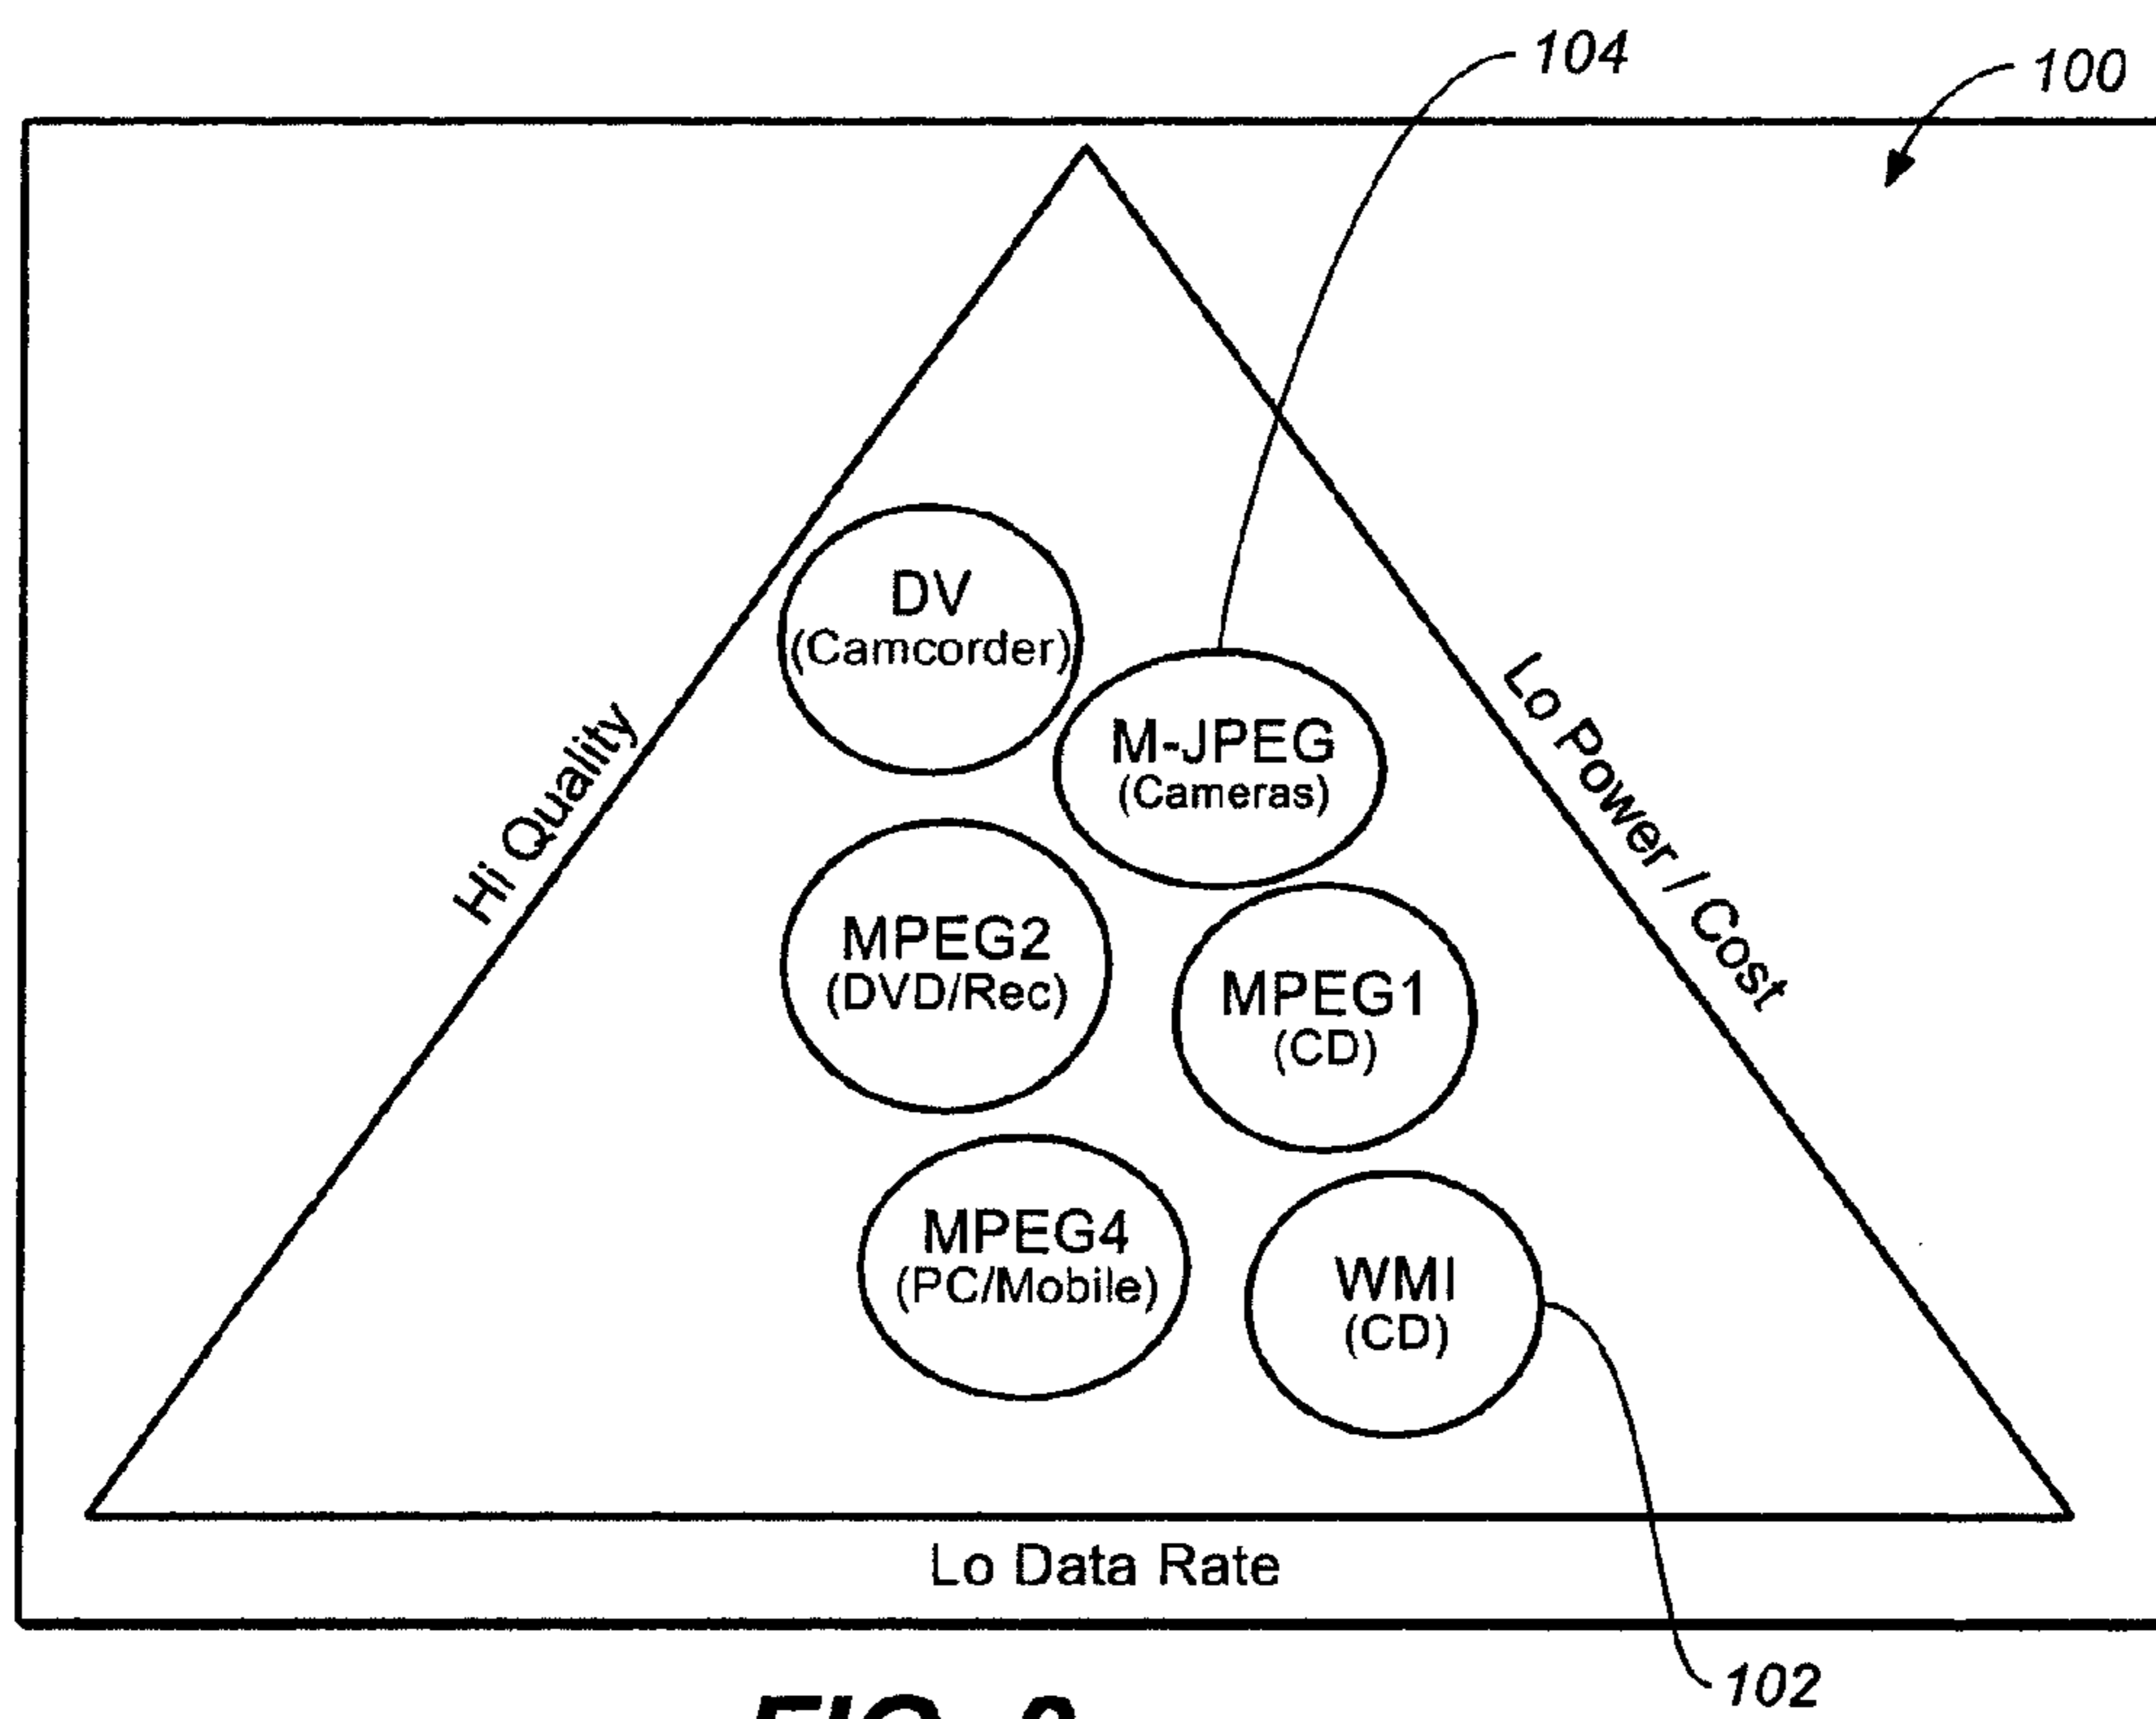 104
100
DV
(Camcorder)
M-JPEG
(Cameras)
Hi Quality
Lo Power / Cost
MPEG2
(DVD/Rec)
MPEG1
(CD)
MPEG4
(PC/Mobile)
WMI
(CD)
Lo Data Rate
102
FIG.